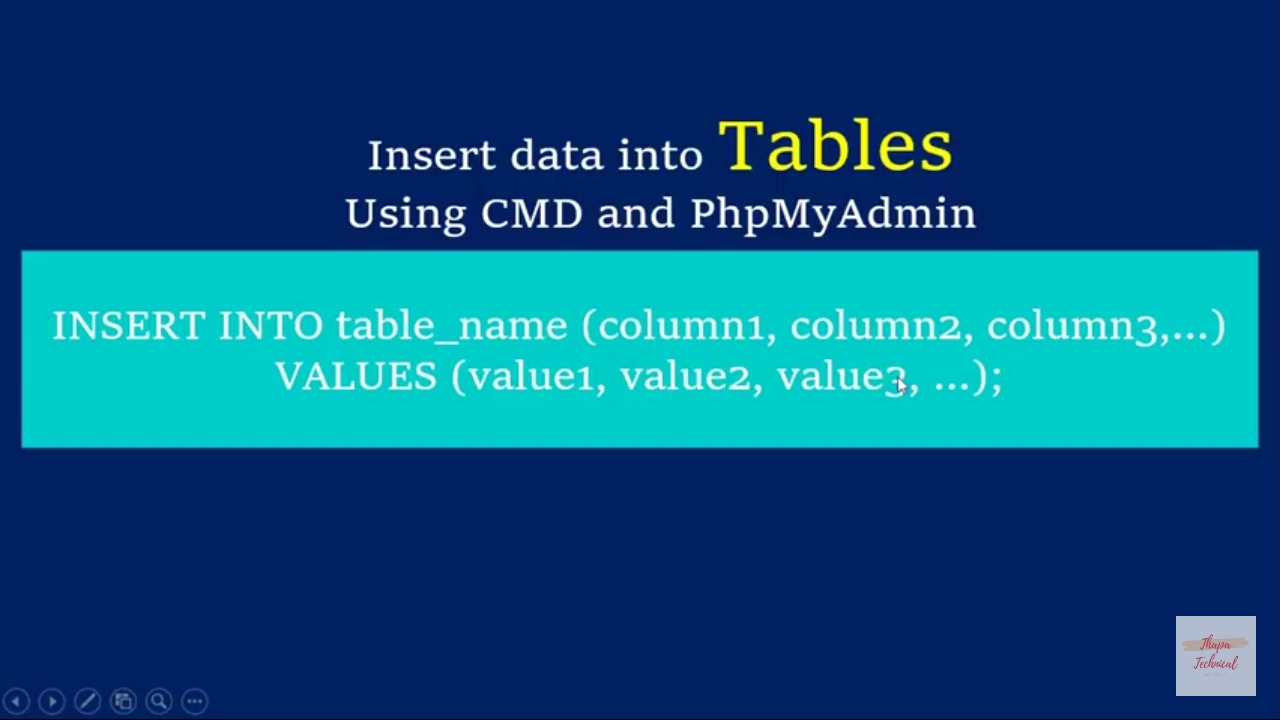 Insert data into Tables
Using CMD and PhpMyAdmin
INSERT INTO table_name (column1, column2, column3,...)
VALUES (value1, value2, value3, ...);
Thapa
Technical